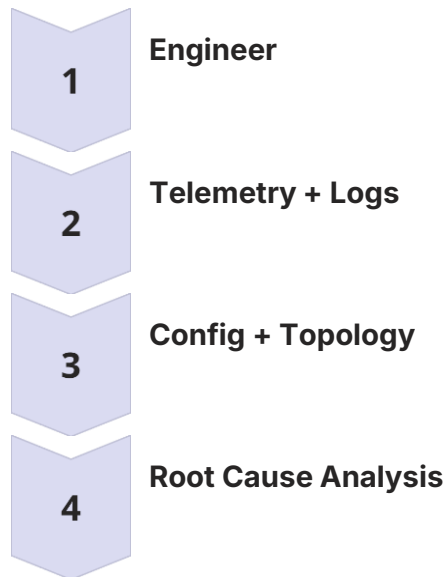 1
Engineer
2
Telemetry + Logs
3
Config + Topology
4
Root Cause Analysis